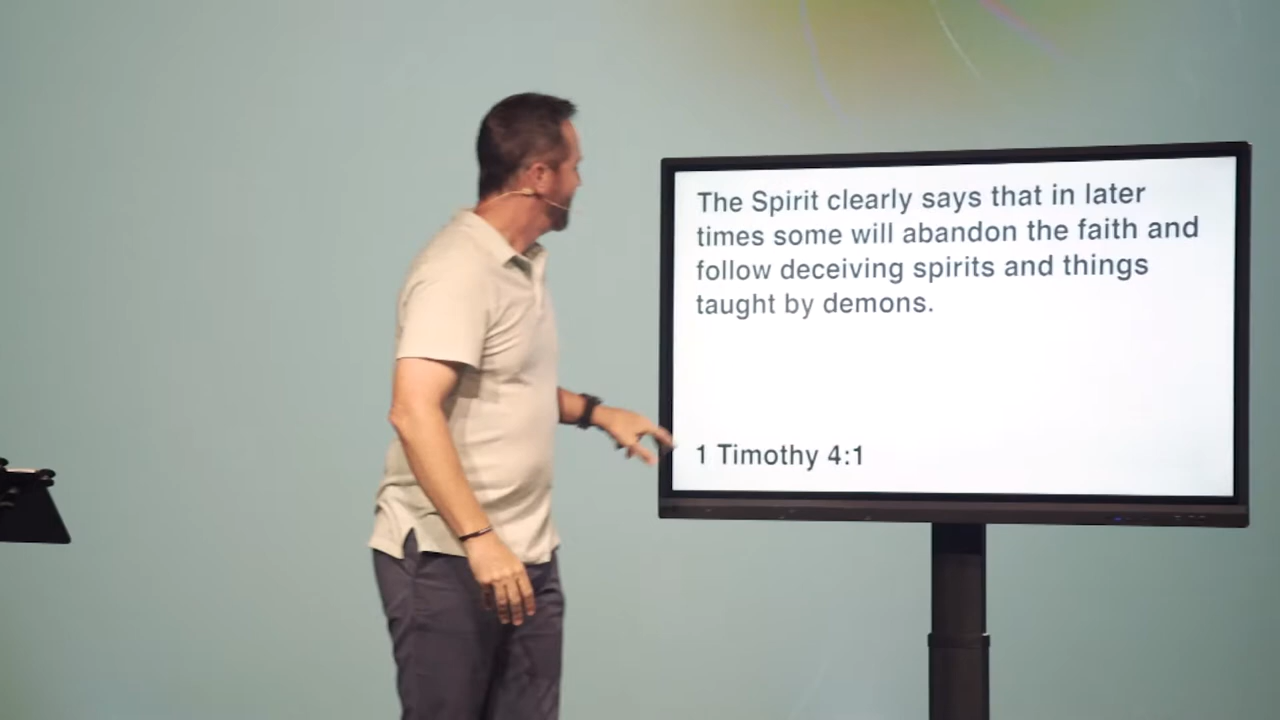 The Spirit clearly says that in later
times some will abandon the faith and
follow deceiving spirits and things
taught by demons.
1 Timothy 4:1